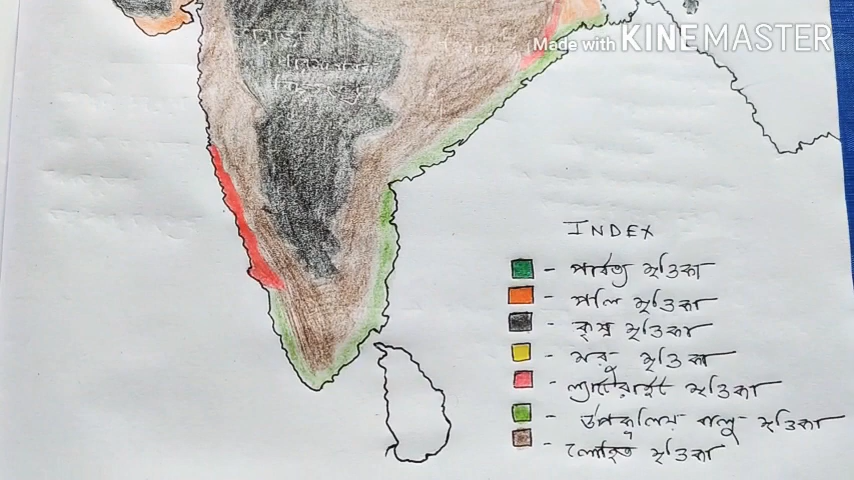 Made with KINEMASTER
INDEX
- পার্বত্য মৃত্তিকা
- পলি মৃত্তিকা
- কৃষ্ণ মৃত্তিকা
- মরু মৃত্তিকা
- ল্যাটেরাইট মৃত্তিকা
- উপকূলিয় বালু মৃত্তিকা
- লোহিত মৃত্তিকা